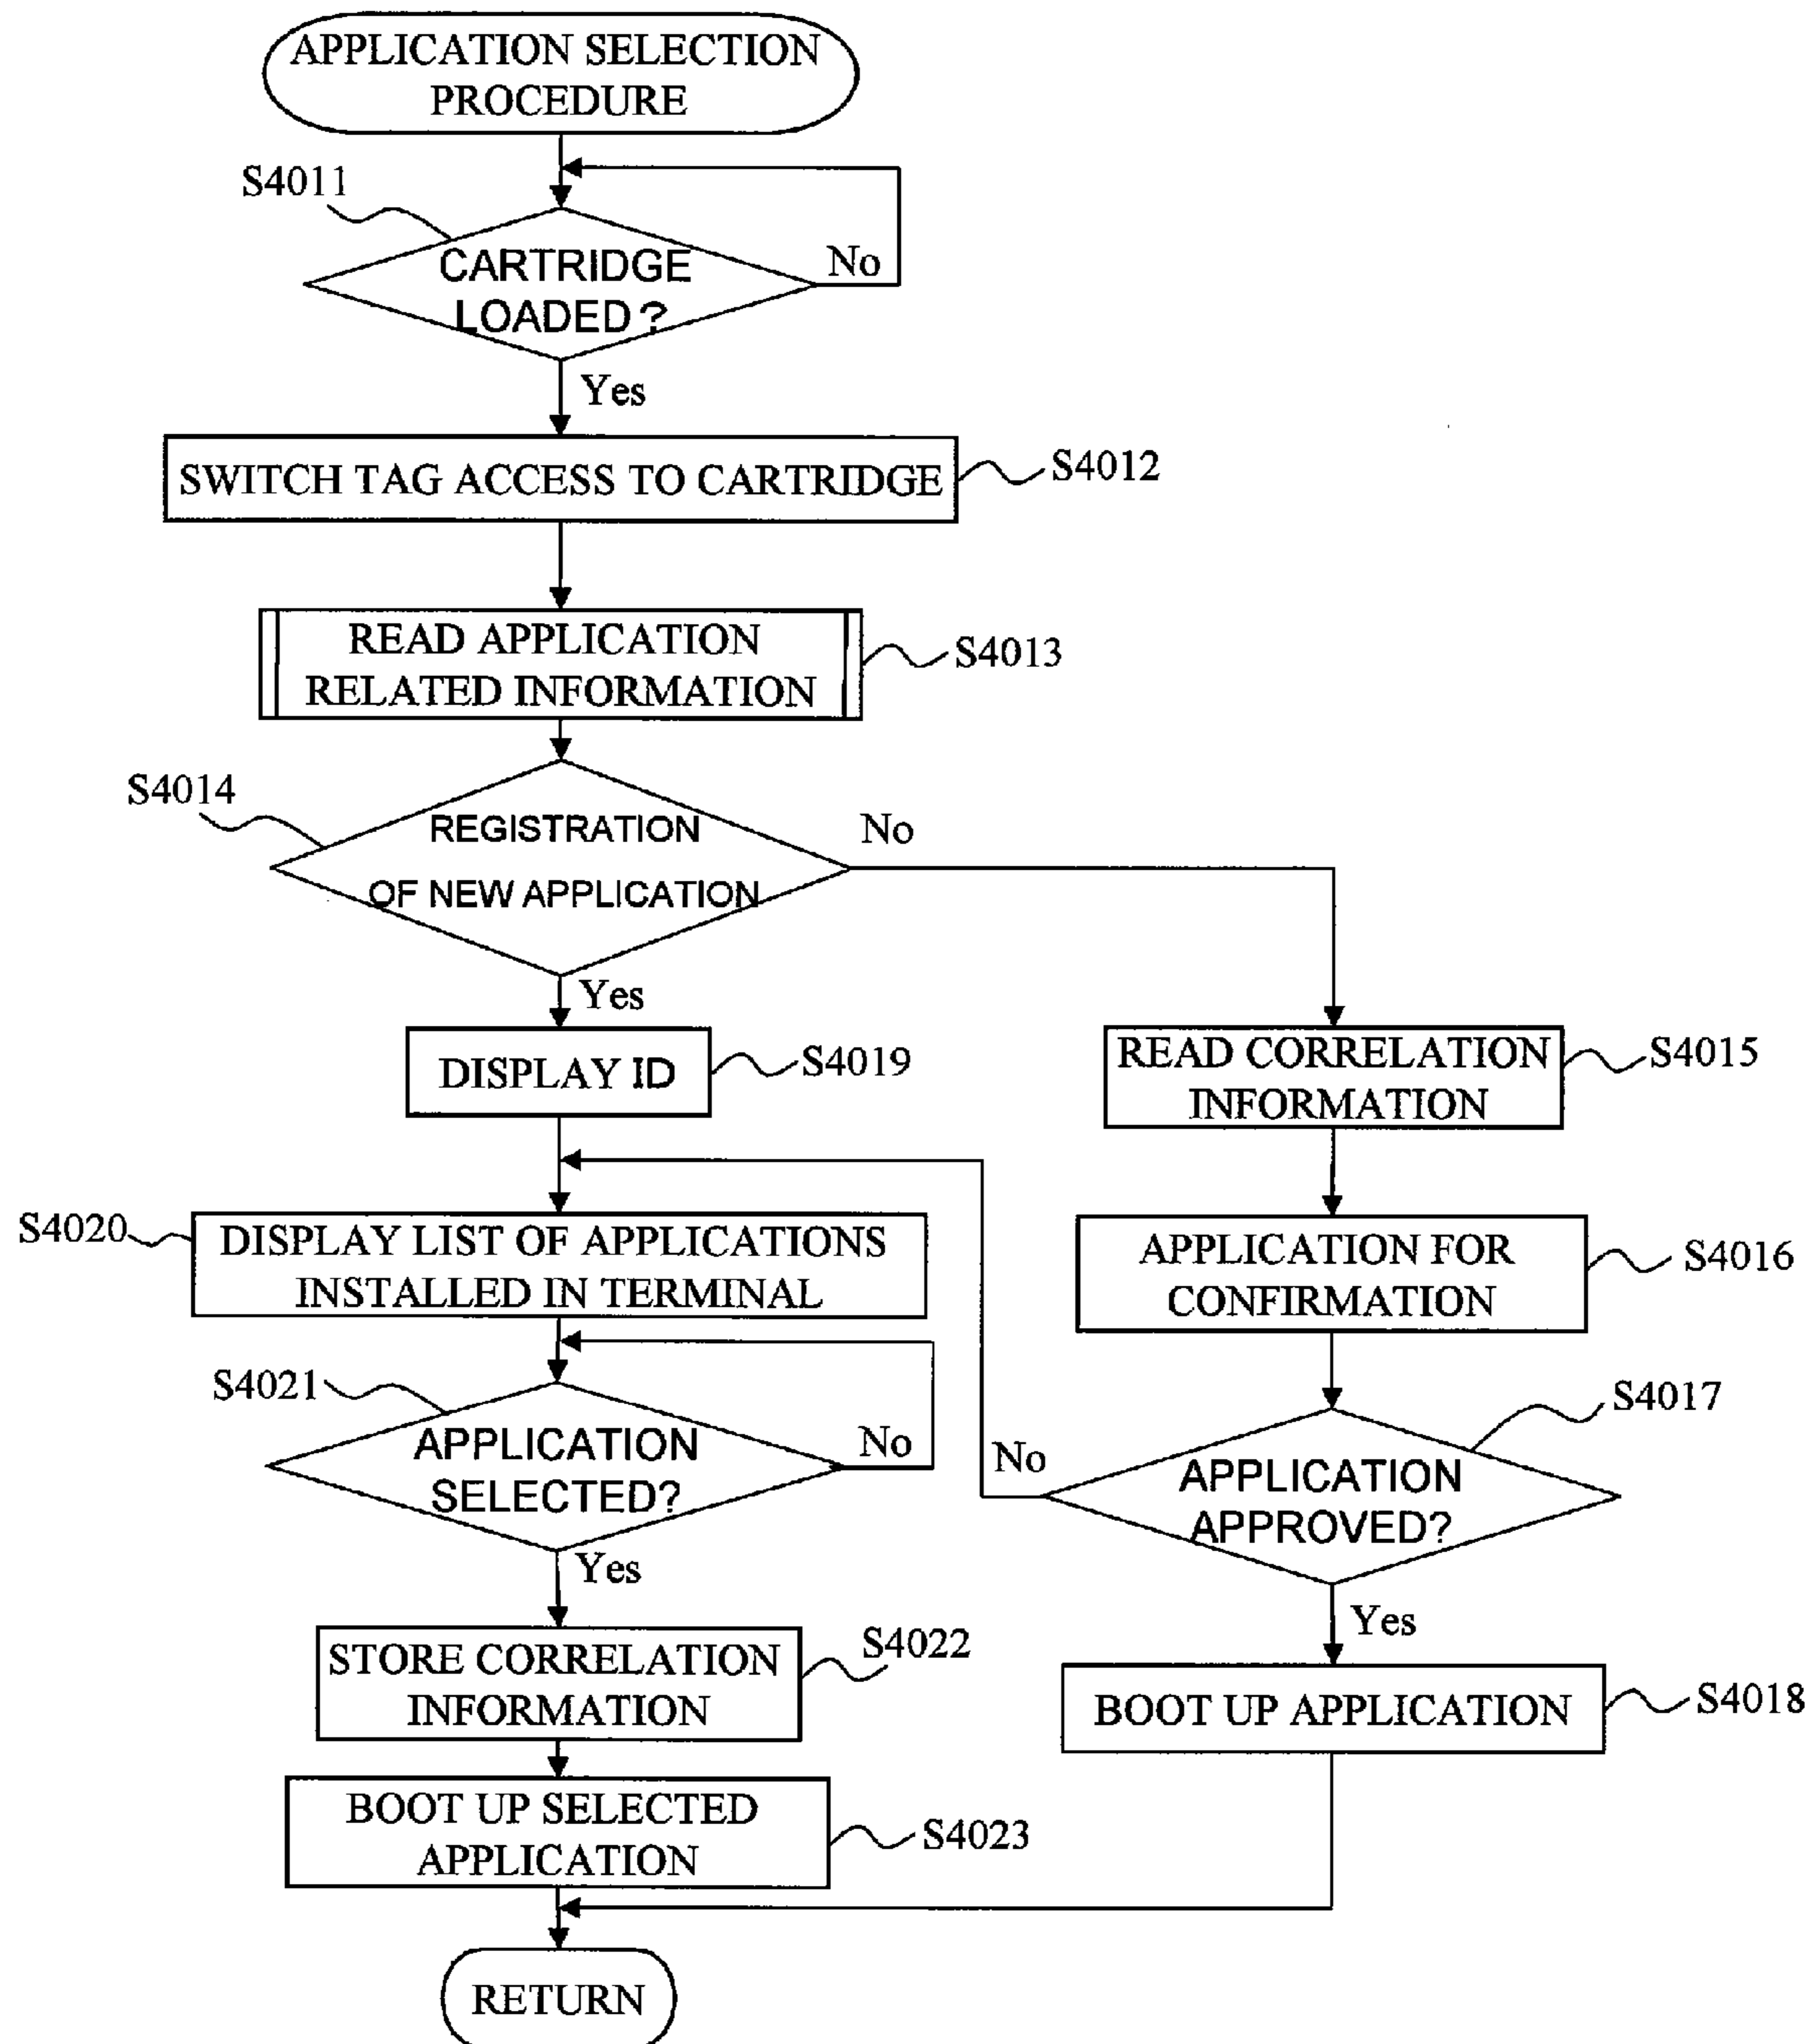 APPLICATION SELECTION
PROCEDURE
S4011
CARTRIDGE
LOADED?
No
Yes
SWITCH TAG ACCESS TO CARTRIDGE
S4012
READ APPLICATION
RELATED INFORMATION
S4013
S4014
REGISTRATION
OF NEW APPLICATION
No
Yes
DISPLAY ID
S4019
READ CORRELATION
INFORMATION
S4015
S4020
DISPLAY LIST OF APPLICATIONS
INSTALLED IN TERMINAL
APPLICATION FOR
CONFIRMATION
S4016
S4021
APPLICATION
SELECTED?
No
Yes
S4017
No
APPLICATION
APPROVED?
Yes
STORE CORRELATION
INFORMATION
S4022
BOOT UP APPLICATION
S4018
BOOT UP SELECTED
APPLICATION
S4023
RETURN